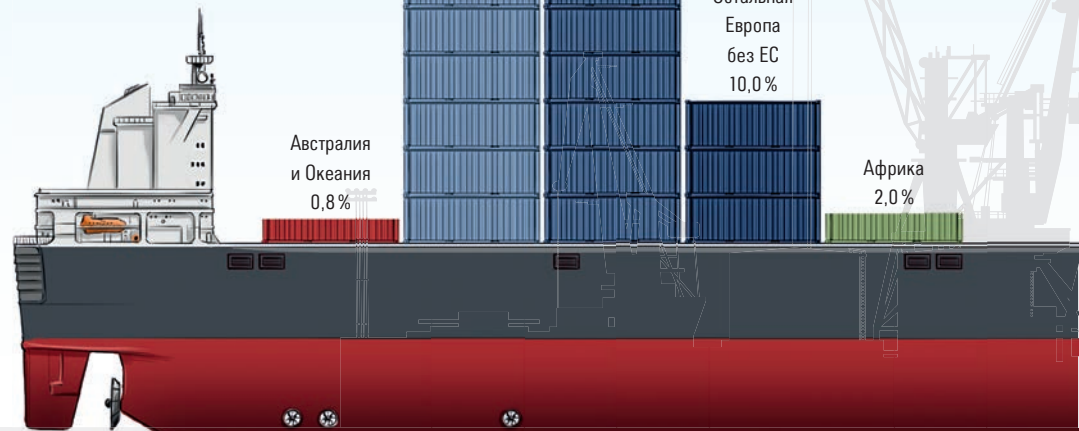 Европа
без ЕС
10,0 %
Австралия
и Океания
0,8 %
Африка
2,0 %